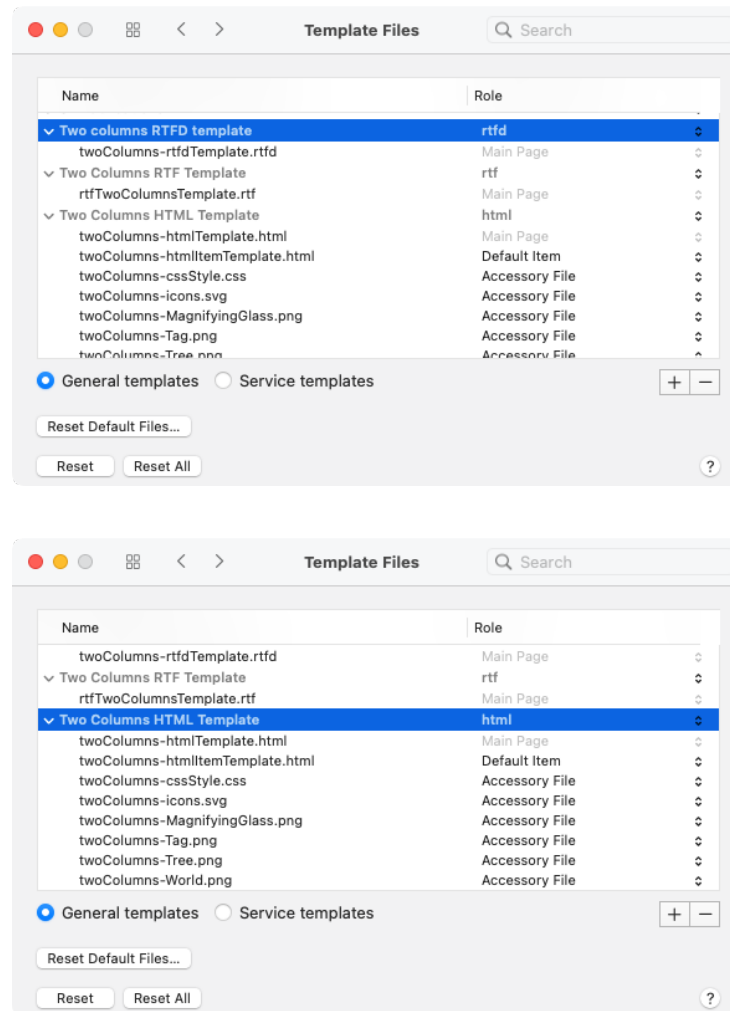 Template Files
Search
Name Role
Two columns RTFD template rtfd
twoColumns-rtfdTemplate.rtfd Main Page
Two Columns RTF Template rtf
rtfTwoColumnsTemplate.rtf Main Page
Two Columns HTML Template html
twoColumns-htmlTemplate.html Main Page
twoColumns-htmlItemTemplate.html Default Item
twoColumns-cssStyle.css Accessory File
twoColumns-icons.svg Accessory File
twoColumns-MagnifyingGlass.png Accessory File
twoColumns-Tag.png Accessory File
twoColumns-Tree.png Accessory File
General templates Service templates
+ −
Reset Default Files...
Reset Reset All
?
Template Files
Search
Name Role
twoColumns-rtfdTemplate.rtfd Main Page
Two Columns RTF Template rtf
rtfTwoColumnsTemplate.rtf Main Page
Two Columns HTML Template html
twoColumns-htmlTemplate.html Main Page
twoColumns-htmlItemTemplate.html Default Item
twoColumns-cssStyle.css Accessory File
twoColumns-icons.svg Accessory File
twoColumns-MagnifyingGlass.png Accessory File
twoColumns-Tag.png Accessory File
twoColumns-Tree.png Accessory File
twoColumns-World.png Accessory File
General templates Service templates
+ −
Reset Default Files...
Reset Reset All
?